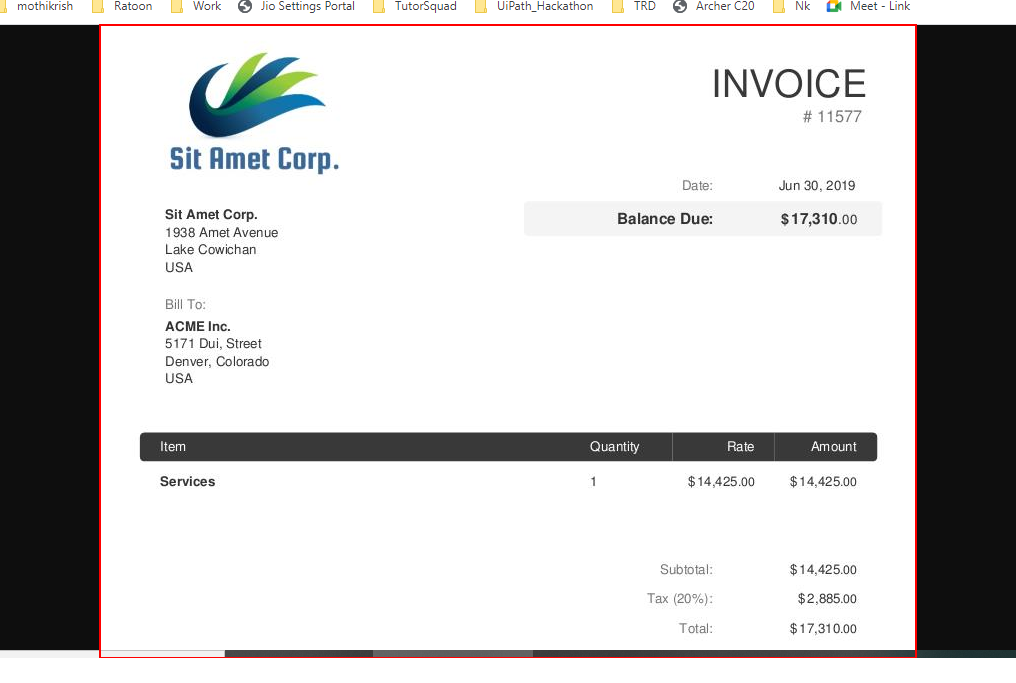 mothikrish Ratoon Work Jio Settings Portal TutorSquad UiPath_Hackathon TRD Archer C20 Nk Meet - Link
Sit Amet Corp.
INVOICE
# 11577
Date: Jun 30, 2019
Balance Due: $17,310.00
Sit Amet Corp.
1938 Amet Avenue
Lake Cowichan
USA
Bill To:
ACME Inc.
5171 Dui, Street
Denver, Colorado
USA
Item Quantity Rate Amount
Services 1 $14,425.00 $14,425.00
Subtotal: $14,425.00
Tax (20%): $2,885.00
Total: $17,310.00